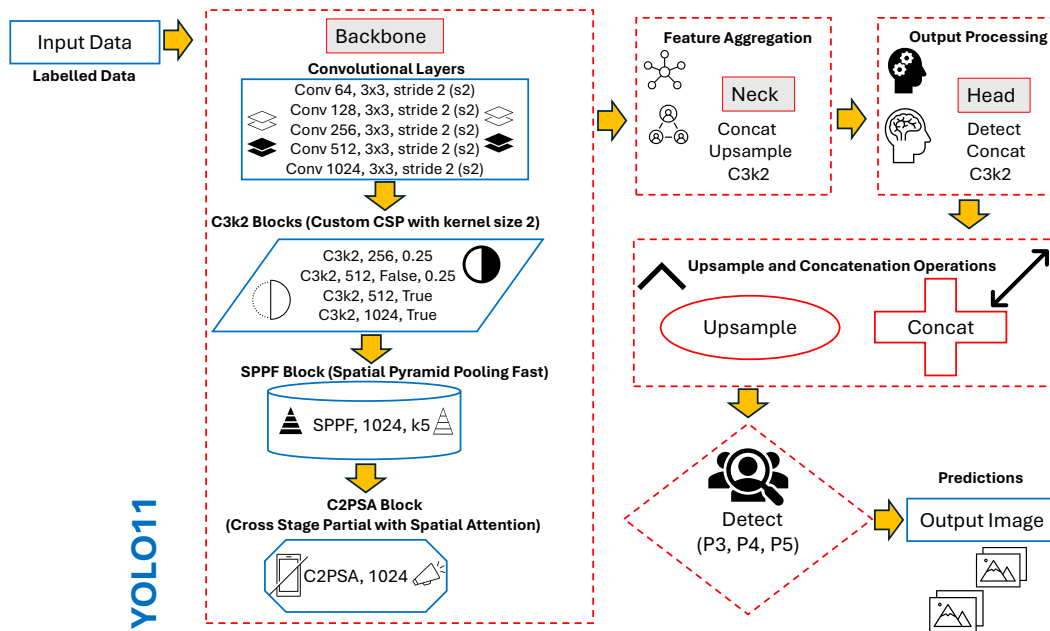 Input Data
Labelled Data
Backbone
Convolutional Layers
Conv 64, 3x3, stride 2 (s2)
Conv 128, 3x3, stride 2 (s2)
Conv 256, 3x3, stride 2 (s2)
Conv 512, 3x3, stride 2 (s2)
Conv 1024, 3x3, stride 2 (s2)
C3k2 Blocks (Custom CSP with kernel size 2)
C3k2, 256, 0.25
C3k2, 512, False, 0.25
C3k2, 512, True
C3k2, 1024, True
SPPF Block (Spatial Pyramid Pooling Fast)
SPPF, 1024, k5
C2PSA Block
(Cross Stage Partial with Spatial Attention)
C2PSA, 1024
YOLO11
Feature Aggregation
Neck
Concat
Upsample
C3k2
Output Processing
Head
Detect
Concat
C3k2
Upsample and Concatenation Operations
Upsample
Concat
Detect
(P3, P4, P5)
Predictions
Output Image